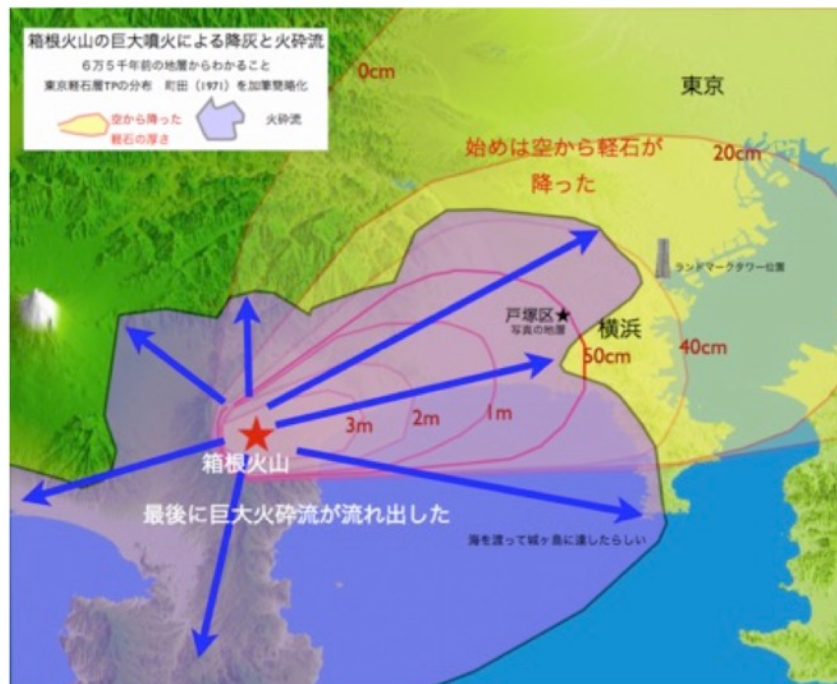 箱根火山の巨大噴火による降灰と火砕流
6万5千年前の地層からわかること
東京軽石層TPの分布 町田（1971）を加筆簡略化
空から降った
軽石の厚さ
火砕流
0cm
東京
始めは空から軽石が
降った
20cm
ランドマークタワー位置
戸塚区★
写真の地層
横浜
50cm
40cm
3m
2m
1m
箱根火山
最後に巨大火砕流が流れ出した
海を渡って城ヶ島に達したらしい